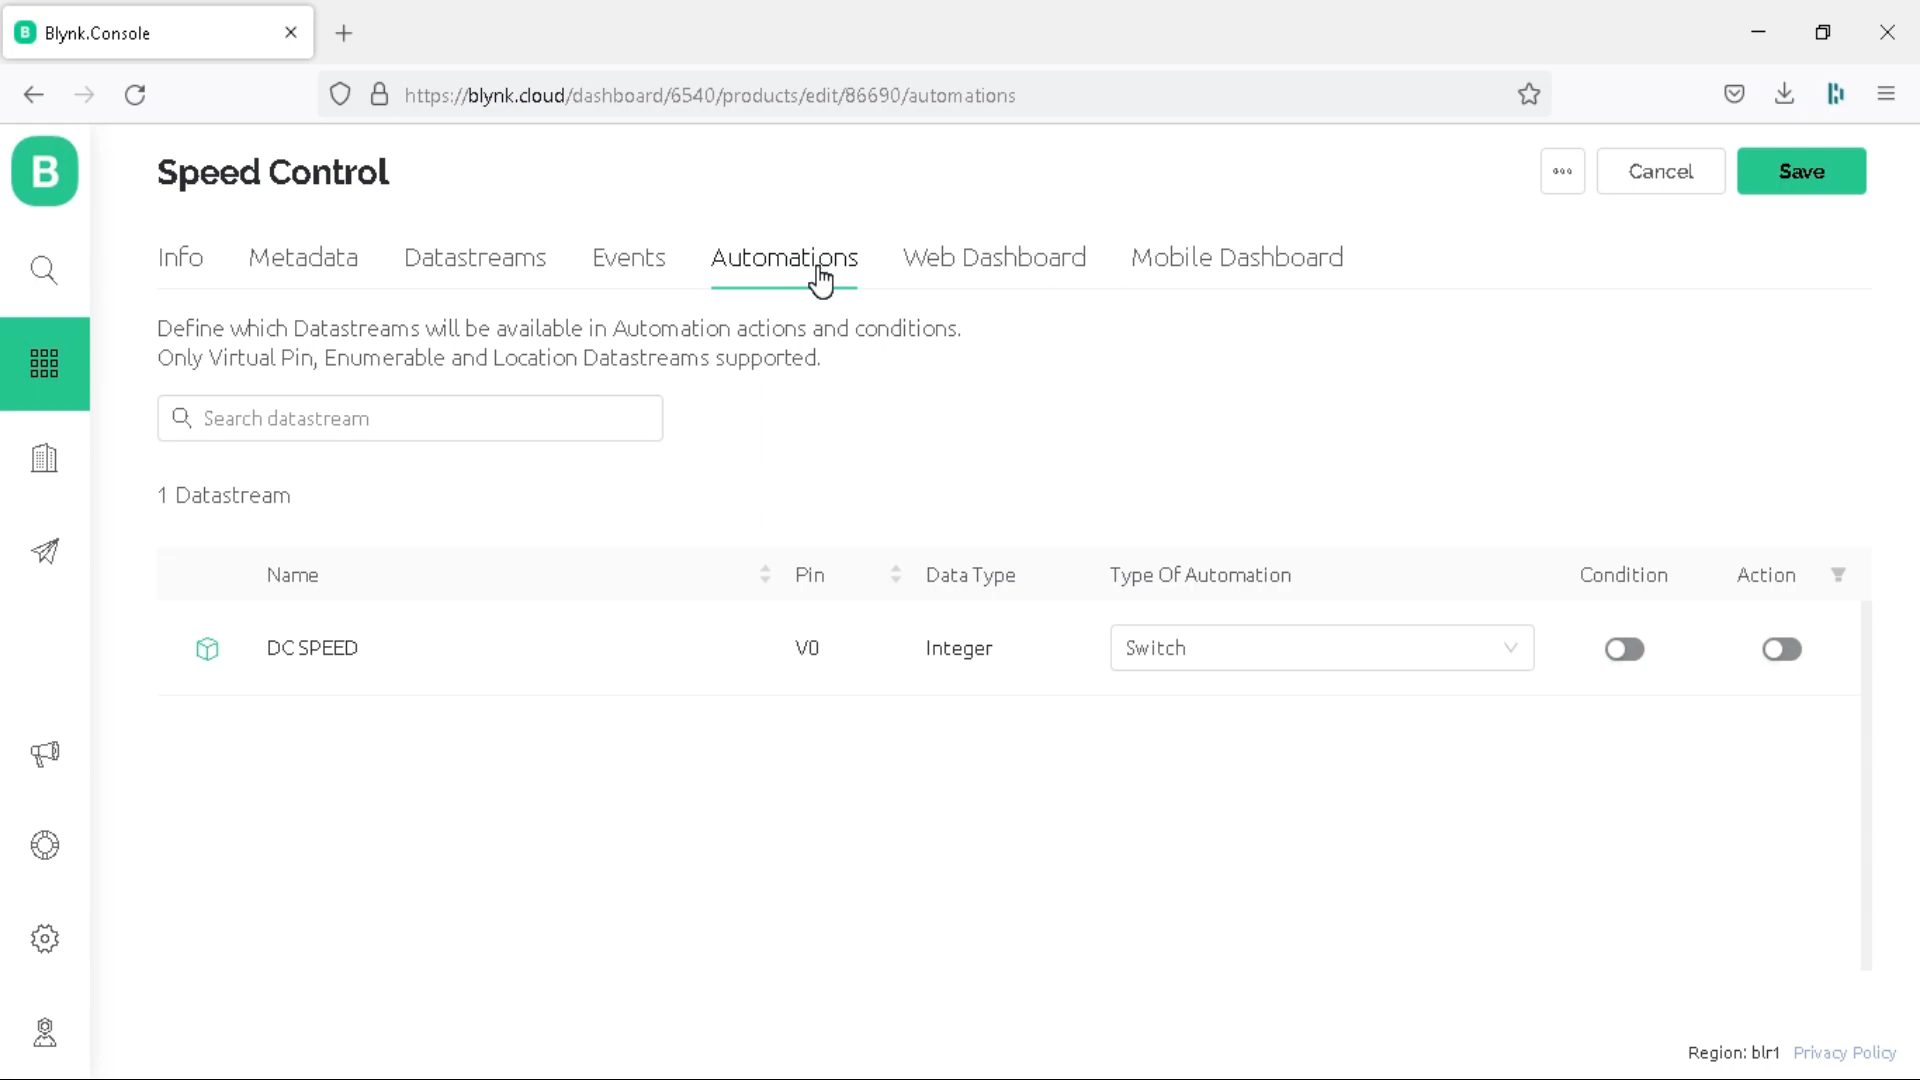 Blynk.Console
https://blynk.cloud/dashboard/6540/products/edit/86690/automations
B
Speed Control
Cancel
Save
Info
Metadata
Datastreams
Events
Automations
Web Dashboard
Mobile Dashboard
Define which Datastreams will be available in Automation actions and conditions.
Only Virtual Pin, Enumerable and Location Datastreams supported.
Search datastream
1 Datastream
Name
Pin
Data Type
Type Of Automation
Condition
Action
DC SPEED
V0
Integer
Switch
Region: blr1
Privacy Policy